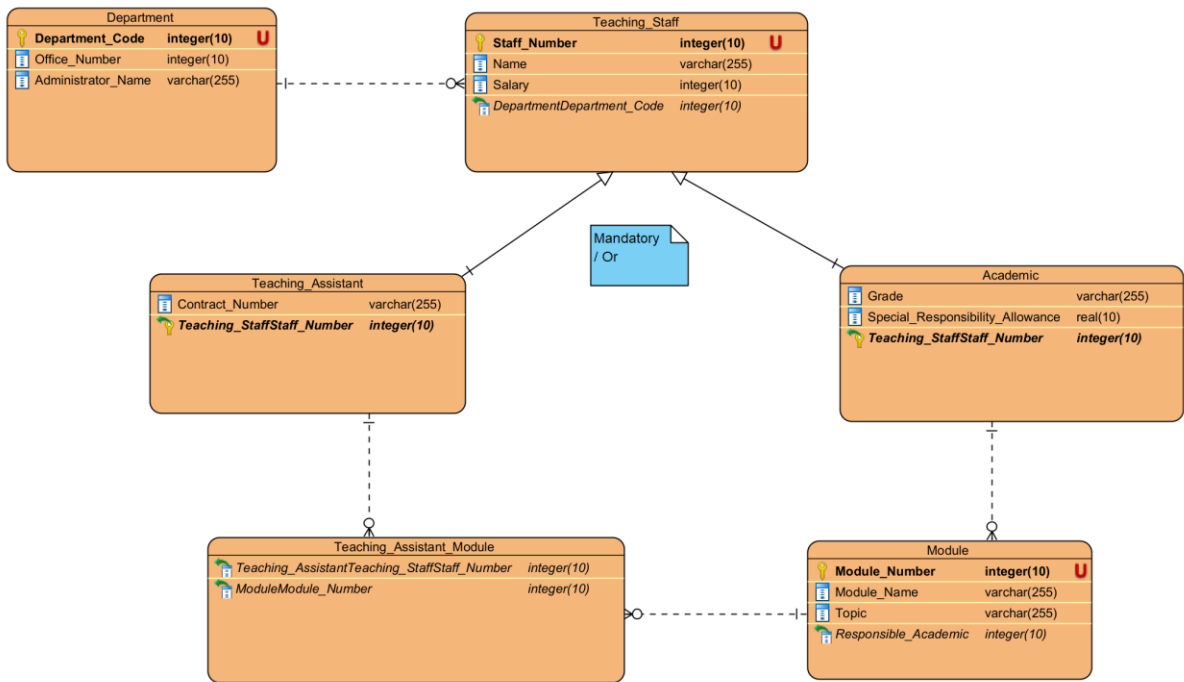 Department
Department_Code integer(10) U
Office_Number integer(10)
Administrator_Name varchar(255)
Teaching_Staff
Staff_Number integer(10) U
Name varchar(255)
Salary integer(10)
DepartmentDepartment_Code integer(10)
Mandatory
/ Or
Teaching_Assistant
Contract_Number varchar(255)
Teaching_StaffStaff_Number integer(10)
Academic
Grade varchar(255)
Special_Responsibility_Allowance real(10)
Teaching_StaffStaff_Number integer(10)
Teaching_Assistant_Module
Teaching_AssistantTeaching_StaffStaff_Number integer(10)
ModuleModule_Number integer(10)
Module
Module_Number integer(10) U
Module_Name varchar(255)
Topic varchar(255)
Responsible_Academic integer(10)